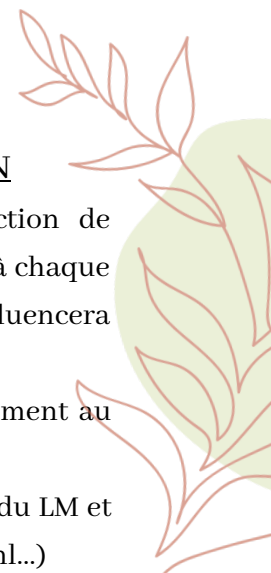 N
ction de
à chaque
luencera
ment au
du LM et
nl...)